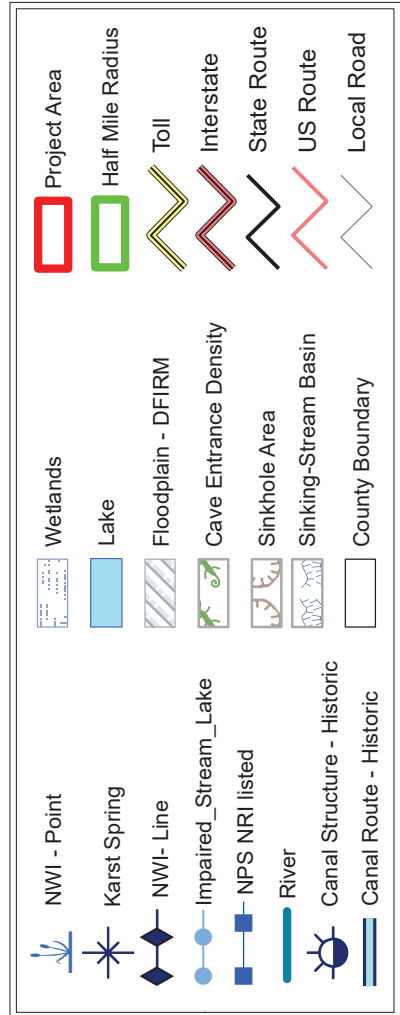 NWI - Point
Karst Spring
NWI- Line
Impaired_Stream_Lake
NPS NRI listed
River
Canal Structure - Historic
Canal Route - Historic
Wetlands
Lake
Floodplain - DFIRM
Cave Entrance Density
Sinkhole Area
Sinking-Stream Basin
County Boundary
Project Area
Half Mile Radius
Toll
Interstate
State Route
US Route
Local Road